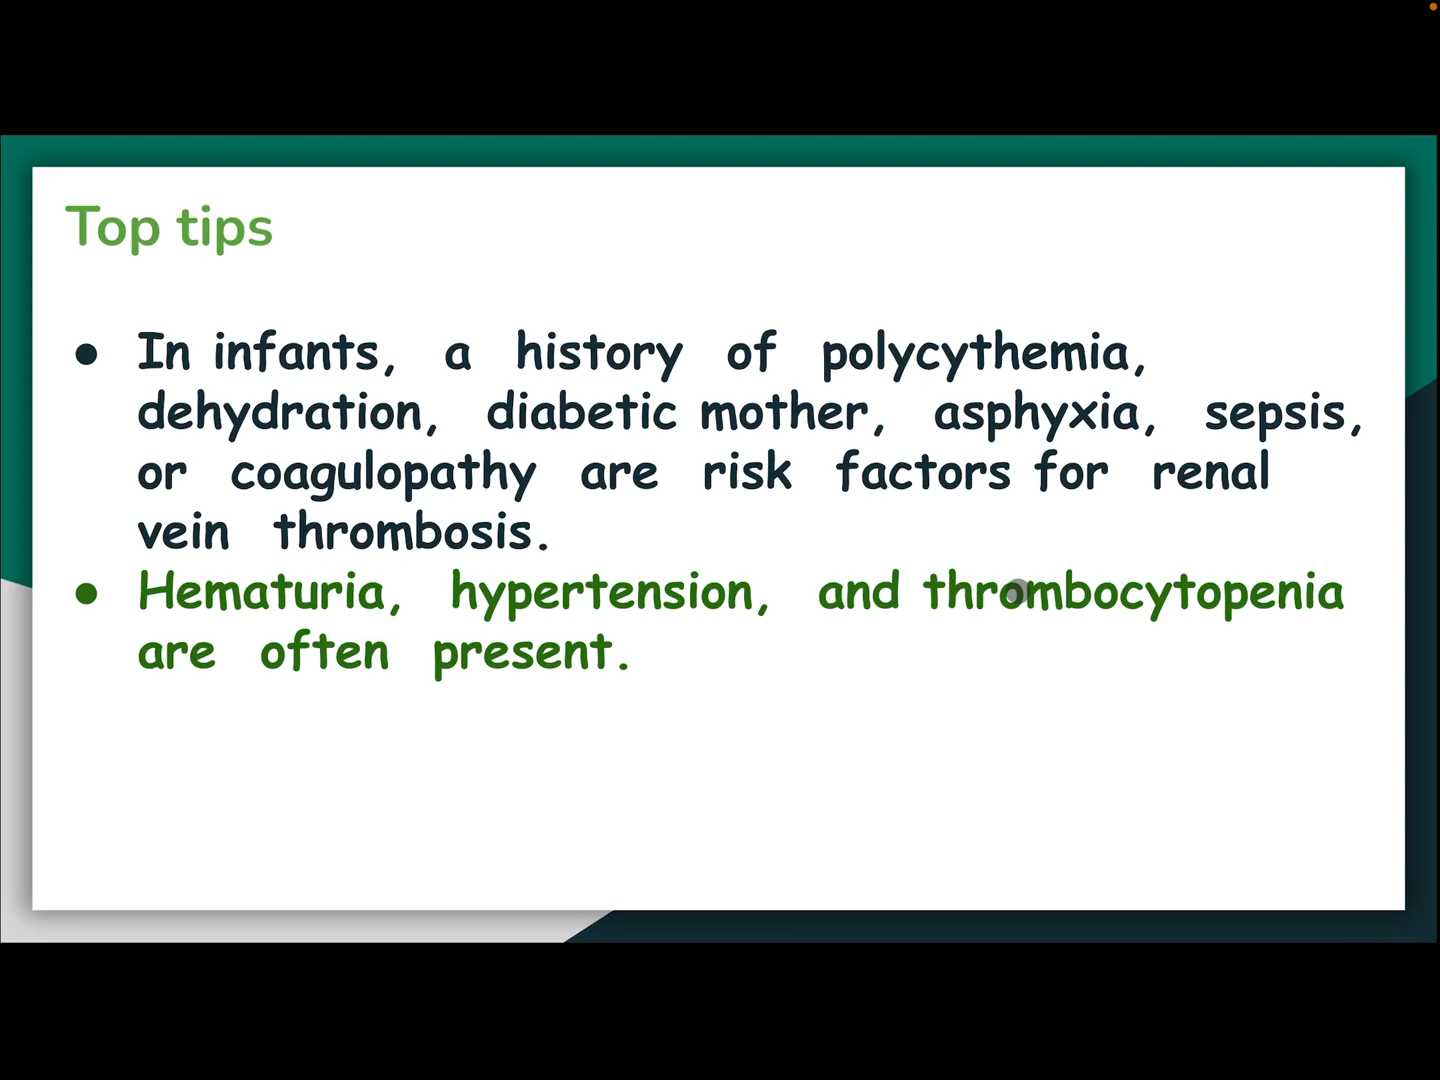 Top tips
● In infants, a history of polycythemia,
dehydration, diabetic mother, asphyxia, sepsis,
or coagulopathy are risk factors for renal
vein thrombosis.
● Hematuria, hypertension, and thrombocytopenia
are often present.